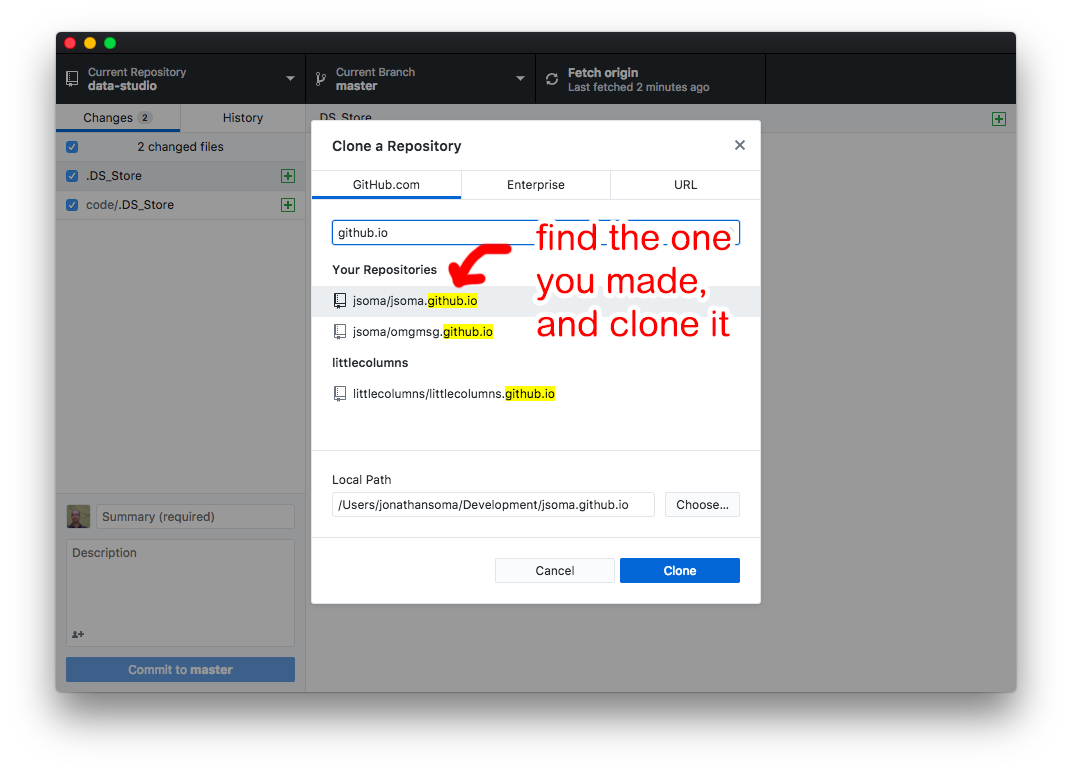 Current Repository
data-studio
Current Branch
master
Fetch origin
Last fetched 2 minutes ago
Changes 2
History
.DS_Store
2 changed files
.DS_Store
code/.DS_Store
Clone a Repository
GitHub.com
Enterprise
URL
github.io
find the one
you made,
and clone it
Your Repositories
jsoma/jsoma.github.io
jsoma/omgmsg.github.io
littlecolumns
littlecolumns/littlecolumns.github.io
Local Path
/Users/jonathansoma/Development/jsoma.github.io
Choose...
Cancel
Clone
Summary (required)
Description
Commit to master